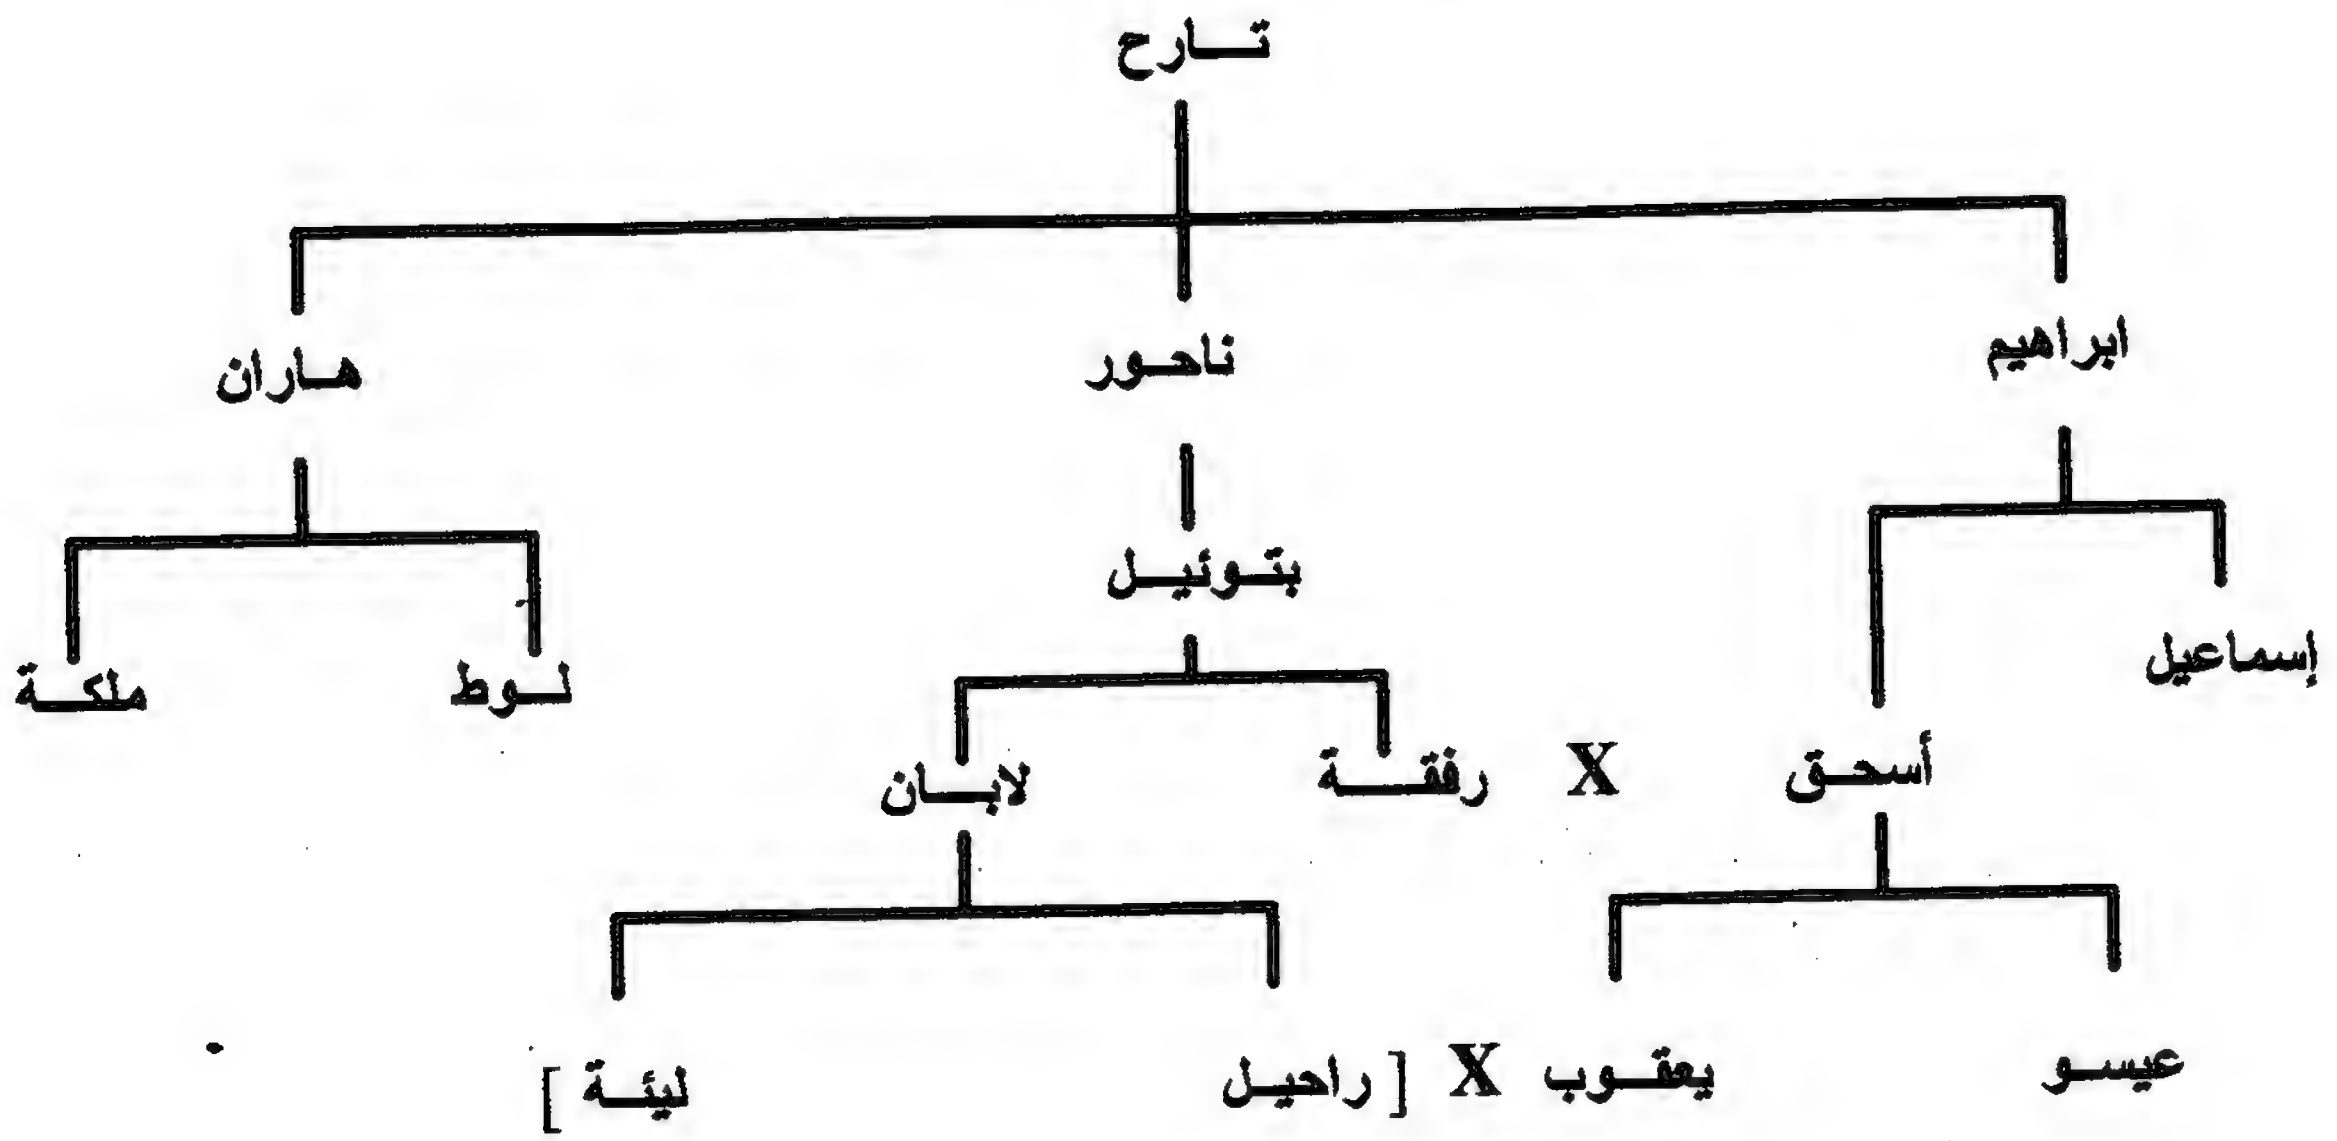 تارح
ابراهيم ناحور هاران
بتوئيل
إسماعيل لوط ملكة
أسحق X رفقة لابان
عيسو يعقوب X [ راحيل ليئة ]